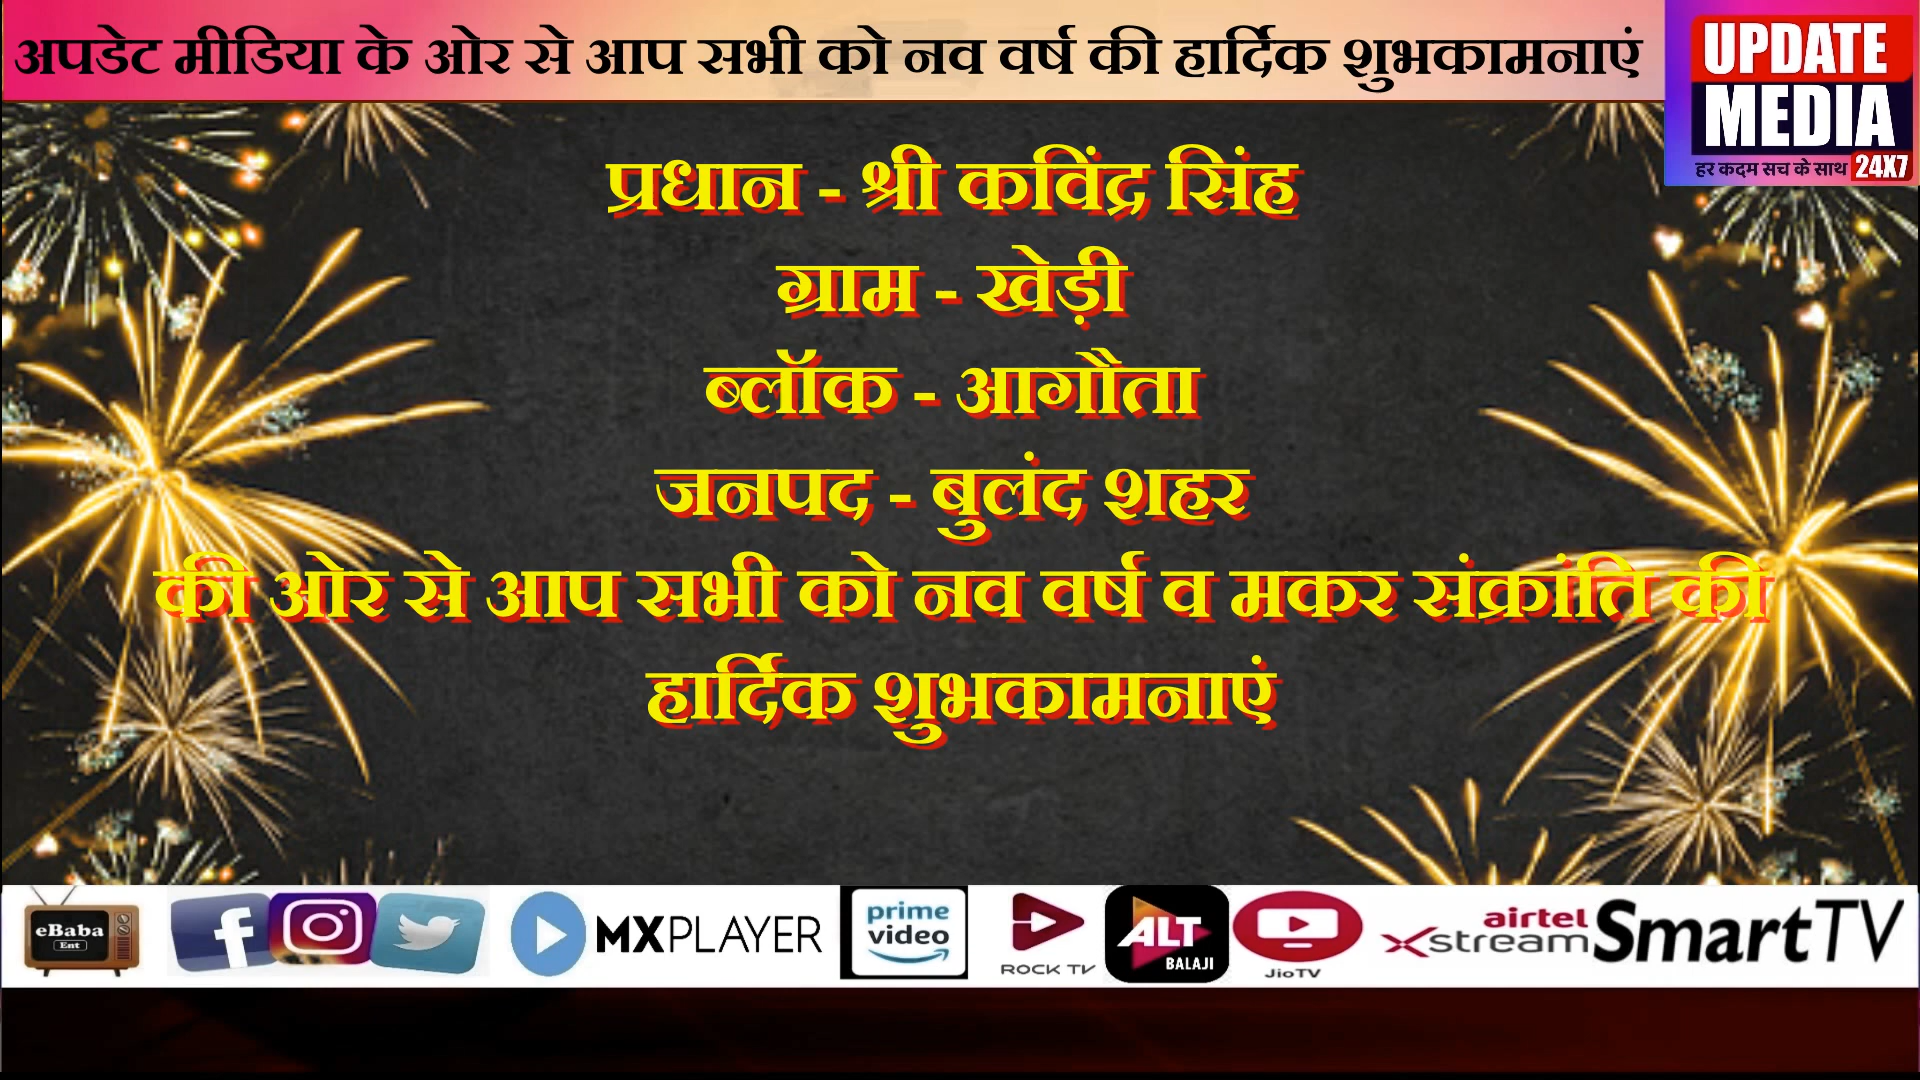 अपडेट मीडिया के ओर से आप सभी को नव वर्ष की हार्दिक शुभकामनाएं
UPDATE
MEDIA
हर कदम सच के साथ 24X7
प्रधान - श्री कविंद्र सिंह
ग्राम - खेड़ी
ब्लॉक - आगौता
जनपद - बुलंद शहर
की ओर से आप सभी को नव वर्ष व मकर संक्रांति की
हार्दिक शुभकामनाएं
eBaba
Ent
f
MXPLAYER
prime
video
ROCK TV
ALT
BALAJI
JioTV
airtel
xstream
SmartTV